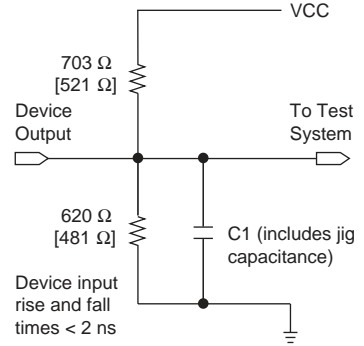 VCC
703 Ω
[521 Ω]
Device
Output
To Test
System
620 Ω
[481 Ω]
C1 (includes jig
capacitance)
Device input
rise and fall
times < 2 ns